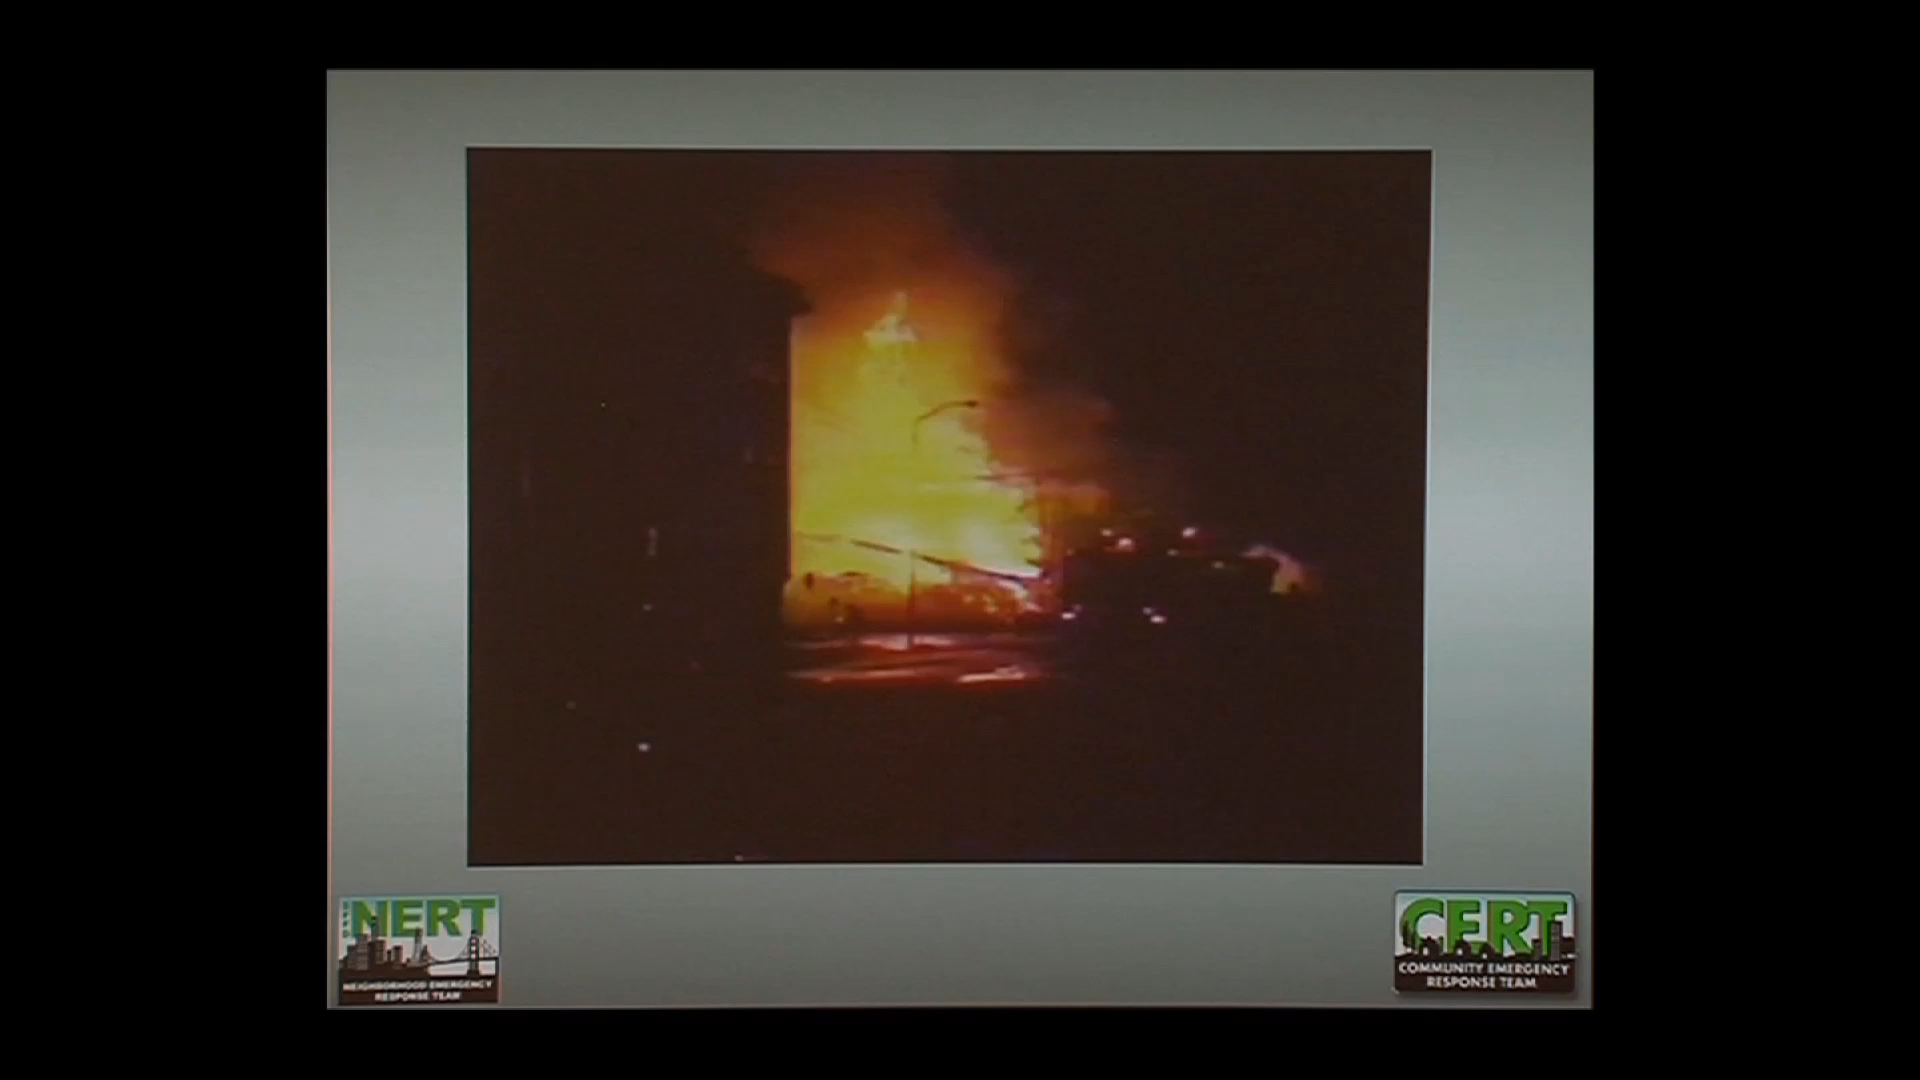 NERT
NEIGHBORHOOD EMERGENCY
RESPONSE TEAM
CERT
COMMUNITY EMERGENCY
RESPONSE TEAM